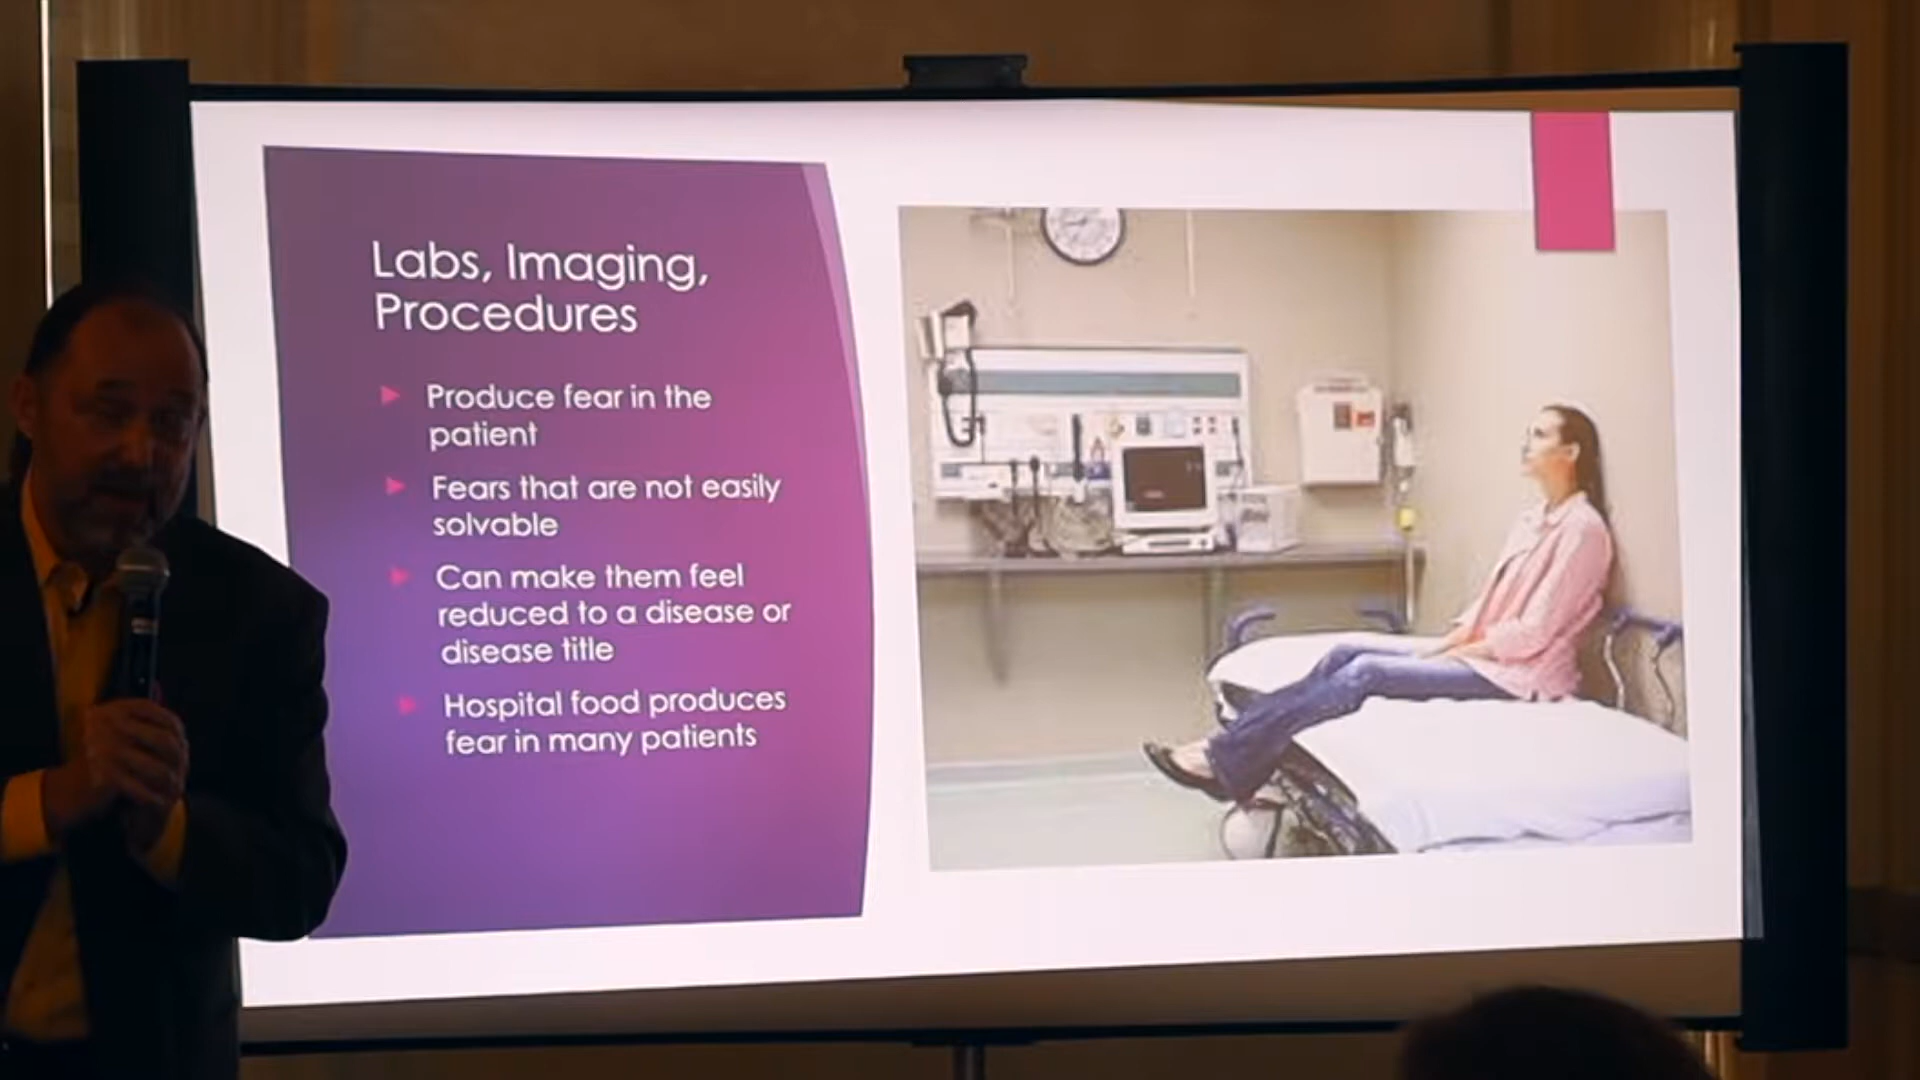 Labs, Imaging,
Procedures
Produce fear in the
patient
Fears that are not easily
solvable
Can make them feel
reduced to a disease or
disease title
Hospital food produces
fear in many patients